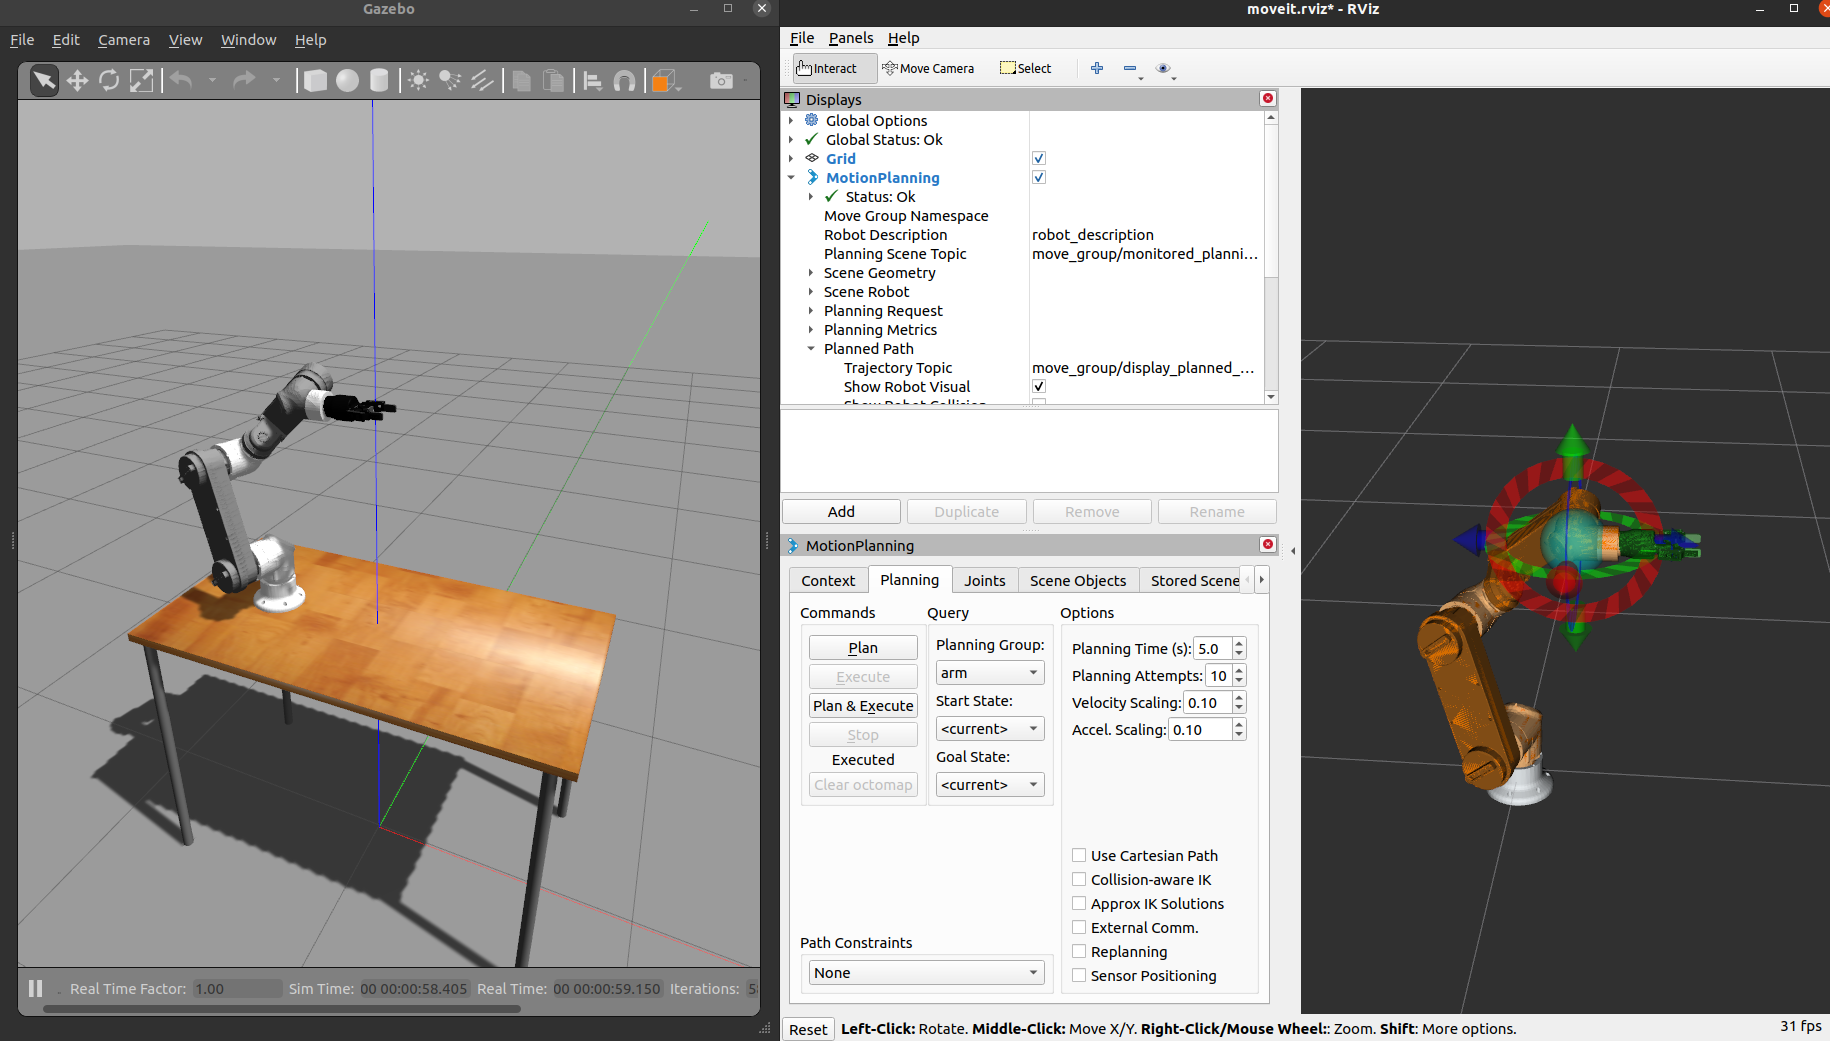 Gazebo
File Edit Camera View Window Help
Real Time Factor: 1.00 Sim Time: 00 00:00:58.405 Real Time: 00 00:00:59.150 Iterations:
moveit.rviz* - RViz
File Panels Help
Interact Move Camera Select
Displays
Global Options
Global Status: Ok
Grid
MotionPlanning
Status: Ok
Move Group Namespace
Robot Description robot_description
Planning Scene Topic move_group/monitored_planni...
Scene Geometry
Scene Robot
Planning Request
Planning Metrics
Planned Path
Trajectory Topic move_group/display_planned_...
Show Robot Visual
Show Robot Collision
Add Duplicate Remove Rename
MotionPlanning
Context Planning Joints Scene Objects Stored Scene
Commands Query Options
Plan
Execute
Plan & Execute
Stop
Executed
Clear octomap
Planning Group:
arm
Start State:
<current>
Goal State:
<current>
Planning Time (s): 5.0
Planning Attempts: 10
Velocity Scaling: 0.10
Accel. Scaling: 0.10
Use Cartesian Path
Collision-aware IK
Approx IK Solutions
External Comm.
Replanning
Sensor Positioning
Path Constraints
None
Reset Left-Click: Rotate. Middle-Click: Move X/Y. Right-Click/Mouse Wheel:: Zoom. Shift: More options. 31 fps